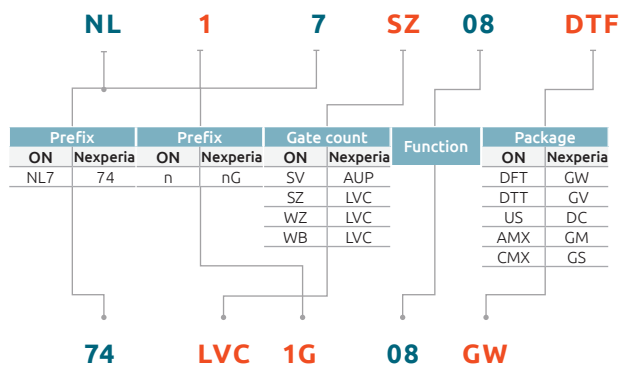 NL 1 7 SZ 08 DTF
Prefix Prefix Gate count Function Package
ON Nexperia ON Nexperia ON Nexperia ON Nexperia
NL7 74 n nG SV AUP DFT GW
SZ LVC DTT GV
WZ LVC US DC
WB LVC AMX GM
CMX GS
74 LVC 1G 08 GW